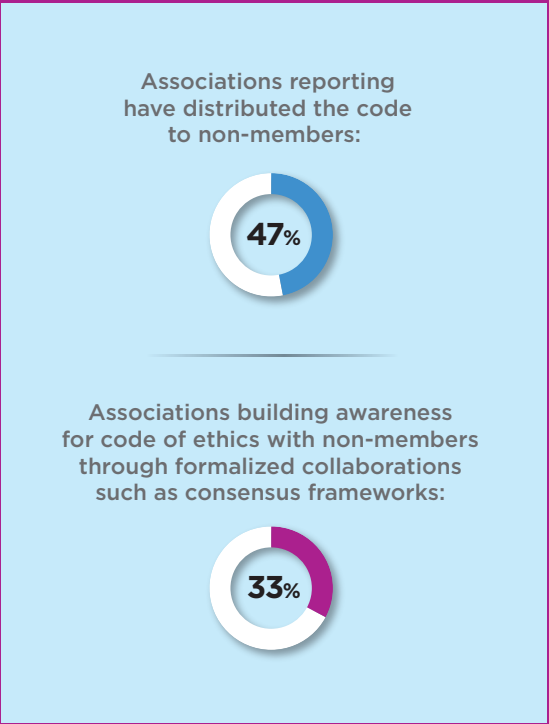 Associations reporting
have distributed the code
to non-members:
47%
Associations building awareness
for code of ethics with non-members
through formalized collaborations
such as consensus frameworks:
33%